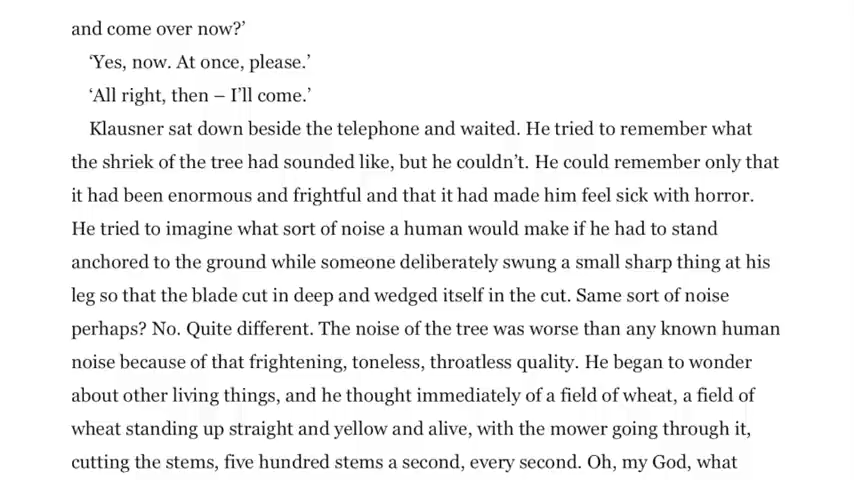 and come over now?’
‘Yes, now. At once, please.’
‘All right, then – I’ll come.’
Klausner sat down beside the telephone and waited. He tried to remember what
the shriek of the tree had sounded like, but he couldn’t. He could remember only that
it had been enormous and frightful and that it had made him feel sick with horror.
He tried to imagine what sort of noise a human would make if he had to stand
anchored to the ground while someone deliberately swung a small sharp thing at his
leg so that the blade cut in deep and wedged itself in the cut. Same sort of noise
perhaps? No. Quite different. The noise of the tree was worse than any known human
noise because of that frightening, toneless, throatless quality. He began to wonder
about other living things, and he thought immediately of a field of wheat, a field of
wheat standing up straight and yellow and alive, with the mower going through it,
cutting the stems, five hundred stems a second, every second. Oh, my God, what